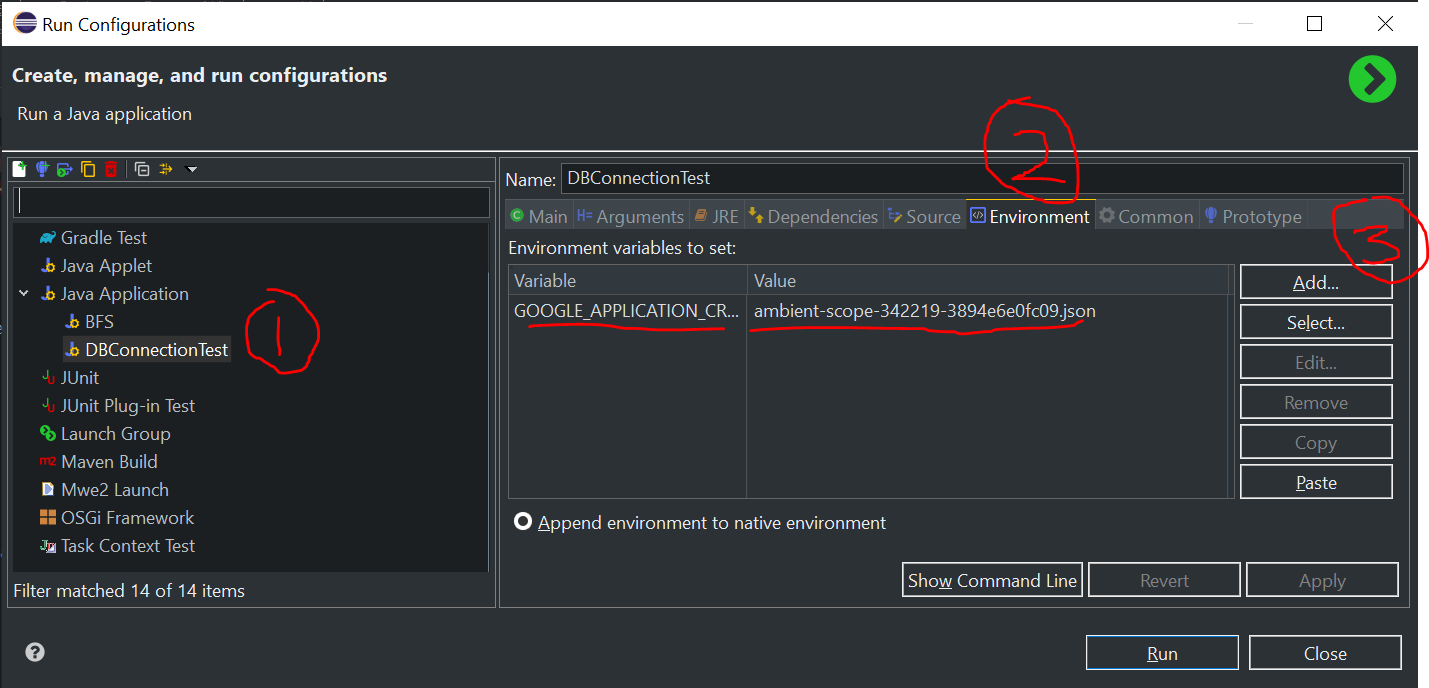 Run Configurations
Create, manage, and run configurations
Run a Java application
2
Name: DBConnectionTest
Main Arguments JRE Dependencies Source Environment Common Prototype
3
Environment variables to set:
Variable Value
GOOGLE_APPLICATION_CR... ambient-scope-342219-3894e6e0fc09.json
Add...
Select...
Edit...
Remove
Copy
Paste
Append environment to native environment
Show Command Line Revert Apply
Gradle Test
Java Applet
Java Application
BFS
1
DBConnectionTest
JUnit
JUnit Plug-in Test
Launch Group
m2 Maven Build
Mwe2 Launch
OSGi Framework
Task Context Test
Filter matched 14 of 14 items
Run Close